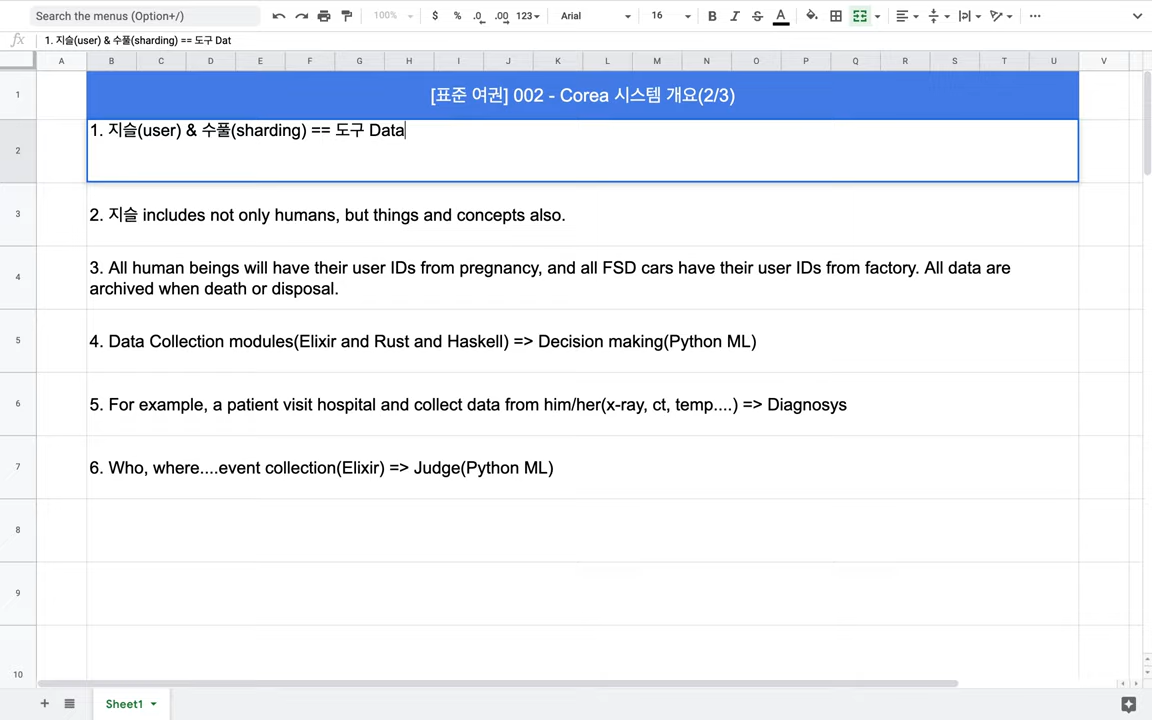 Search the menus (Option+/)
100%
$ % .0 .00 123
Arial
16
B I S A
fx 1. 지슬(user) & 수풀(sharding) == 도구 Dat
A B C D E F G H I J K L M N O P Q R S T U V
1 [표준 여권] 002 - Corea 시스템 개요(2/3)
2 1. 지슬(user) & 수풀(sharding) == 도구 Data
3 2. 지슬 includes not only humans, but things and concepts also.
4 3. All human beings will have their user IDs from pregnancy, and all FSD cars have their user IDs from factory. All data are
archived when death or disposal.
5 4. Data Collection modules(Elixir and Rust and Haskell) => Decision making(Python ML)
6 5. For example, a patient visit hospital and collect data from him/her(x-ray, ct, temp....) => Diagnosys
7 6. Who, where....event collection(Elixir) => Judge(Python ML)
8
9
10
Sheet1